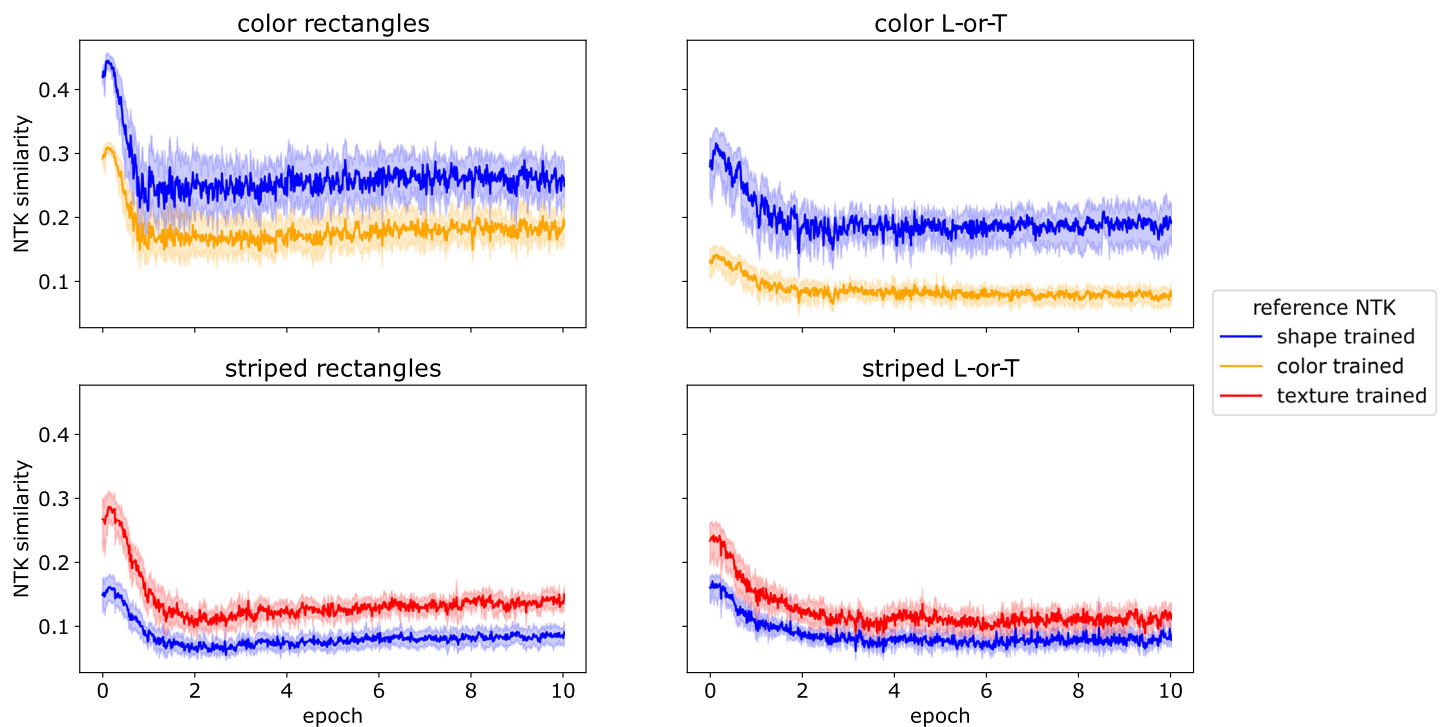 color rectangles
color L-or-T
NTK similarity
0.4
0.3
0.2
0.1
reference NTK
shape trained
color trained
texture trained
striped rectangles
striped L-or-T
NTK similarity
0.4
0.3
0.2
0.1
0 2 4 6 8 10
0 2 4 6 8 10
epoch
epoch